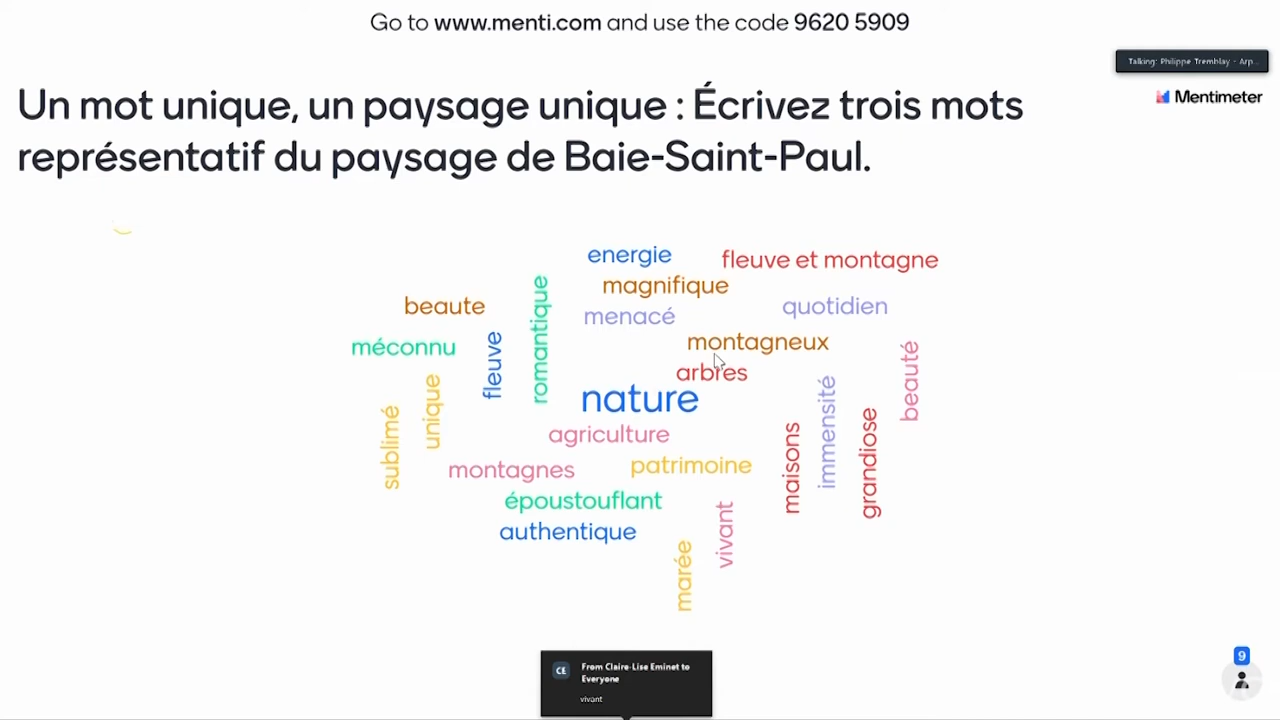 Go to www.menti.com and use the code 9620 5909
Talking: Philippe Tremblay - Arp...
Mentimeter
Un mot unique, un paysage unique : Écrivez trois mots
représentatif du paysage de Baie-Saint-Paul.
energie
fleuve et montagne
magnifique
beaute
romantique
menacé
quotidien
méconnu
fleuve
montagneux
beauté
arbres
unique
sublimé
nature
immensité
maisons
grandiose
agriculture
montagnes
patrimoine
époustouflant
authentique
vivant
marée
9
CE
From Claire-Lise Eminet to
Everyone
vivant